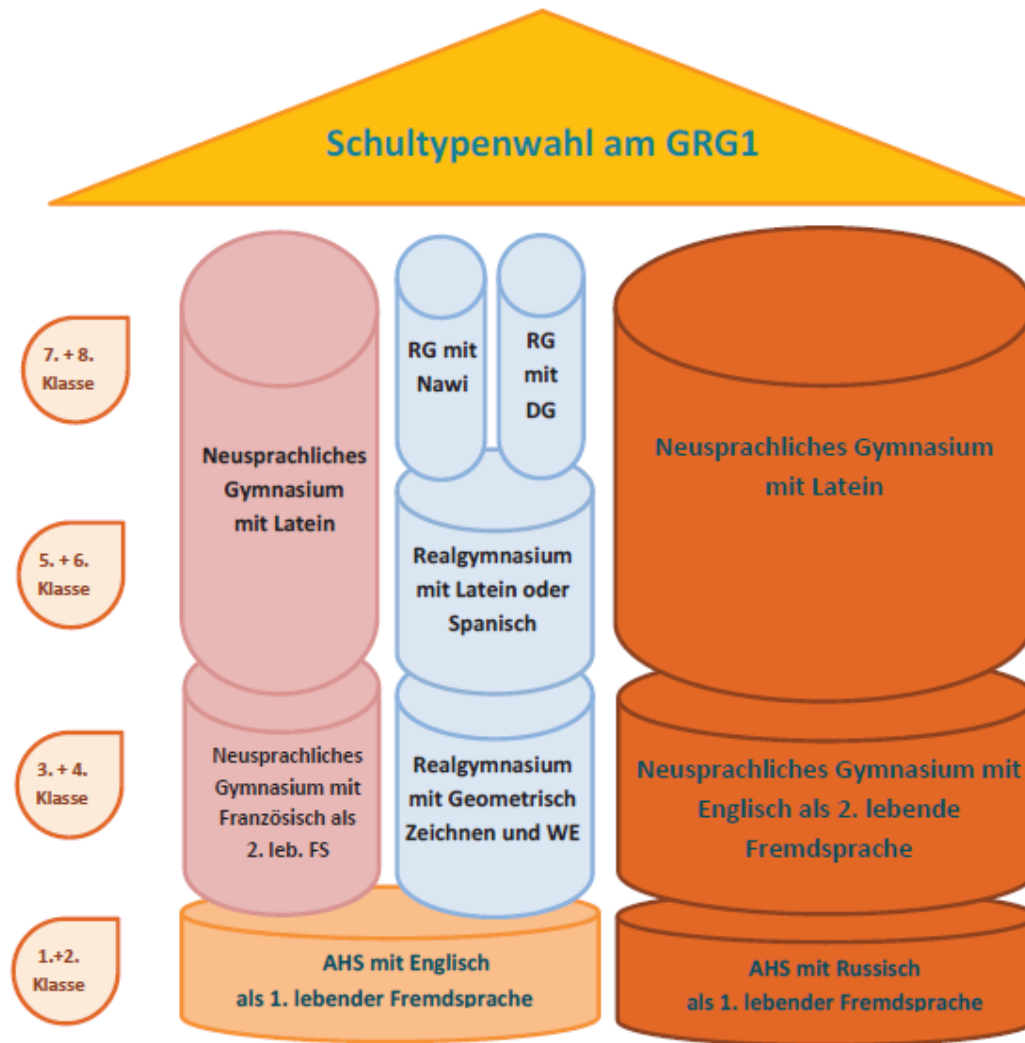 Schultypenwahl am GRG1
7. + 8.
Klasse
RG mit
Nawi
RG
mit
DG
Neusprachliches
Gymnasium
mit Latein
Neusprachliches Gymnasium
mit Latein
5. + 6.
Klasse
Realgymnasium
mit Latein oder
Spanisch
3. + 4.
Klasse
Neusprachliches
Gymnasium mit
Französisch als
2. leb. FS
Realgymnasium
mit Geometrisch
Zeichnen und WE
Neusprachliches Gymnasium mit
Englisch als 2. lebende
Fremdsprache
1.+2.
Klasse
AHS mit Englisch
als 1. lebender Fremdsprache
AHS mit Russisch
als 1. lebender Fremdsprache